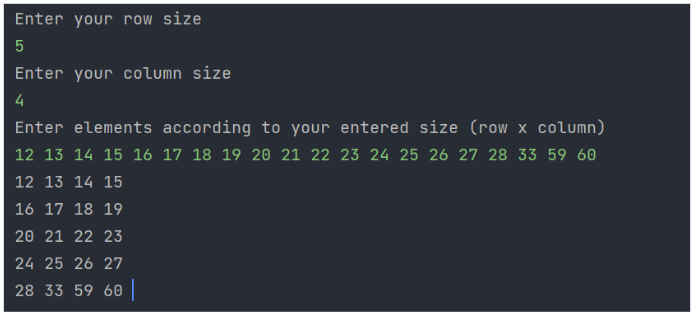 Enter your row size
5
Enter your column size
4
Enter elements according to your entered size (row x column)
12 13 14 15 16 17 18 19 20 21 22 23 24 25 26 27 28 33 59 60
12 13 14 15
16 17 18 19
20 21 22 23
24 25 26 27
28 33 59 60